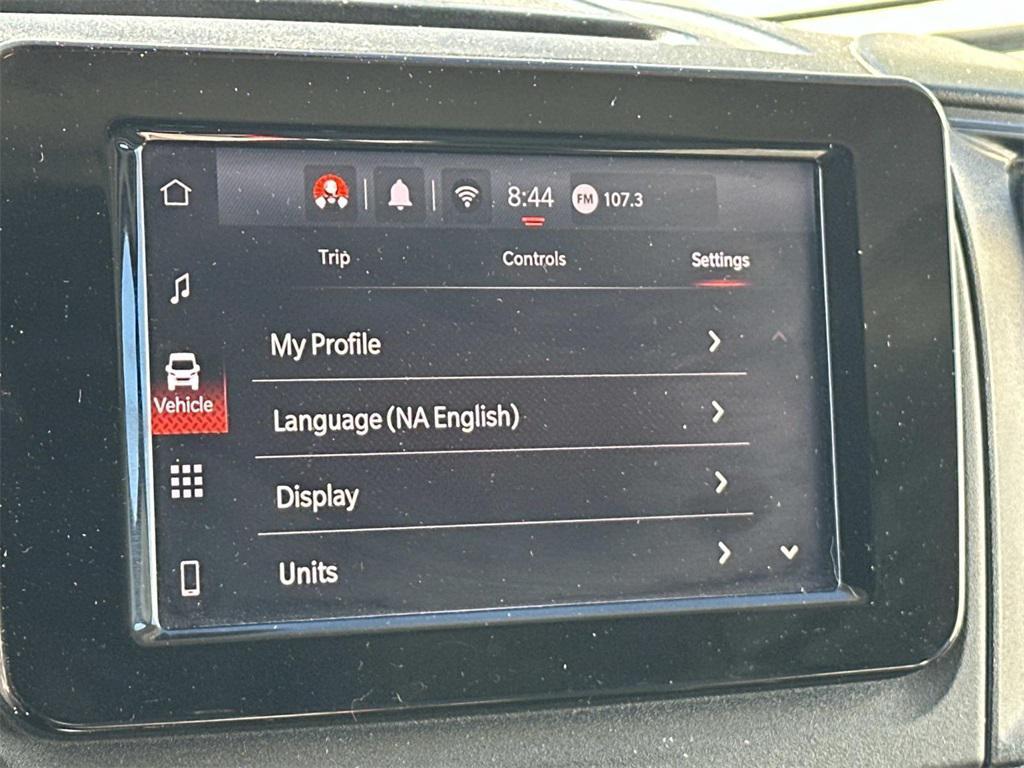 8:44 FM 107.3
Trip Controls Settings
My Profile
Language (NA English)
Vehicle
Display
Units